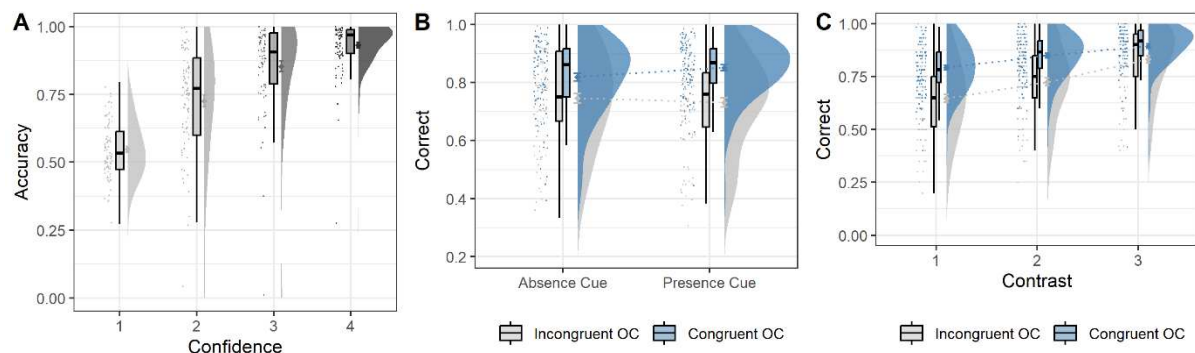 A
Accuracy
1.00
0.75
0.50
0.25
0.00
1 2 3 4
Confidence
B
Correct
1.0
0.8
0.6
0.4
0.2
Absence Cue Presence Cue
Incongruent OC Congruent OC
C
Correct
1.00
0.75
0.50
0.25
0.00
1 2 3
Contrast
Incongruent OC Congruent OC